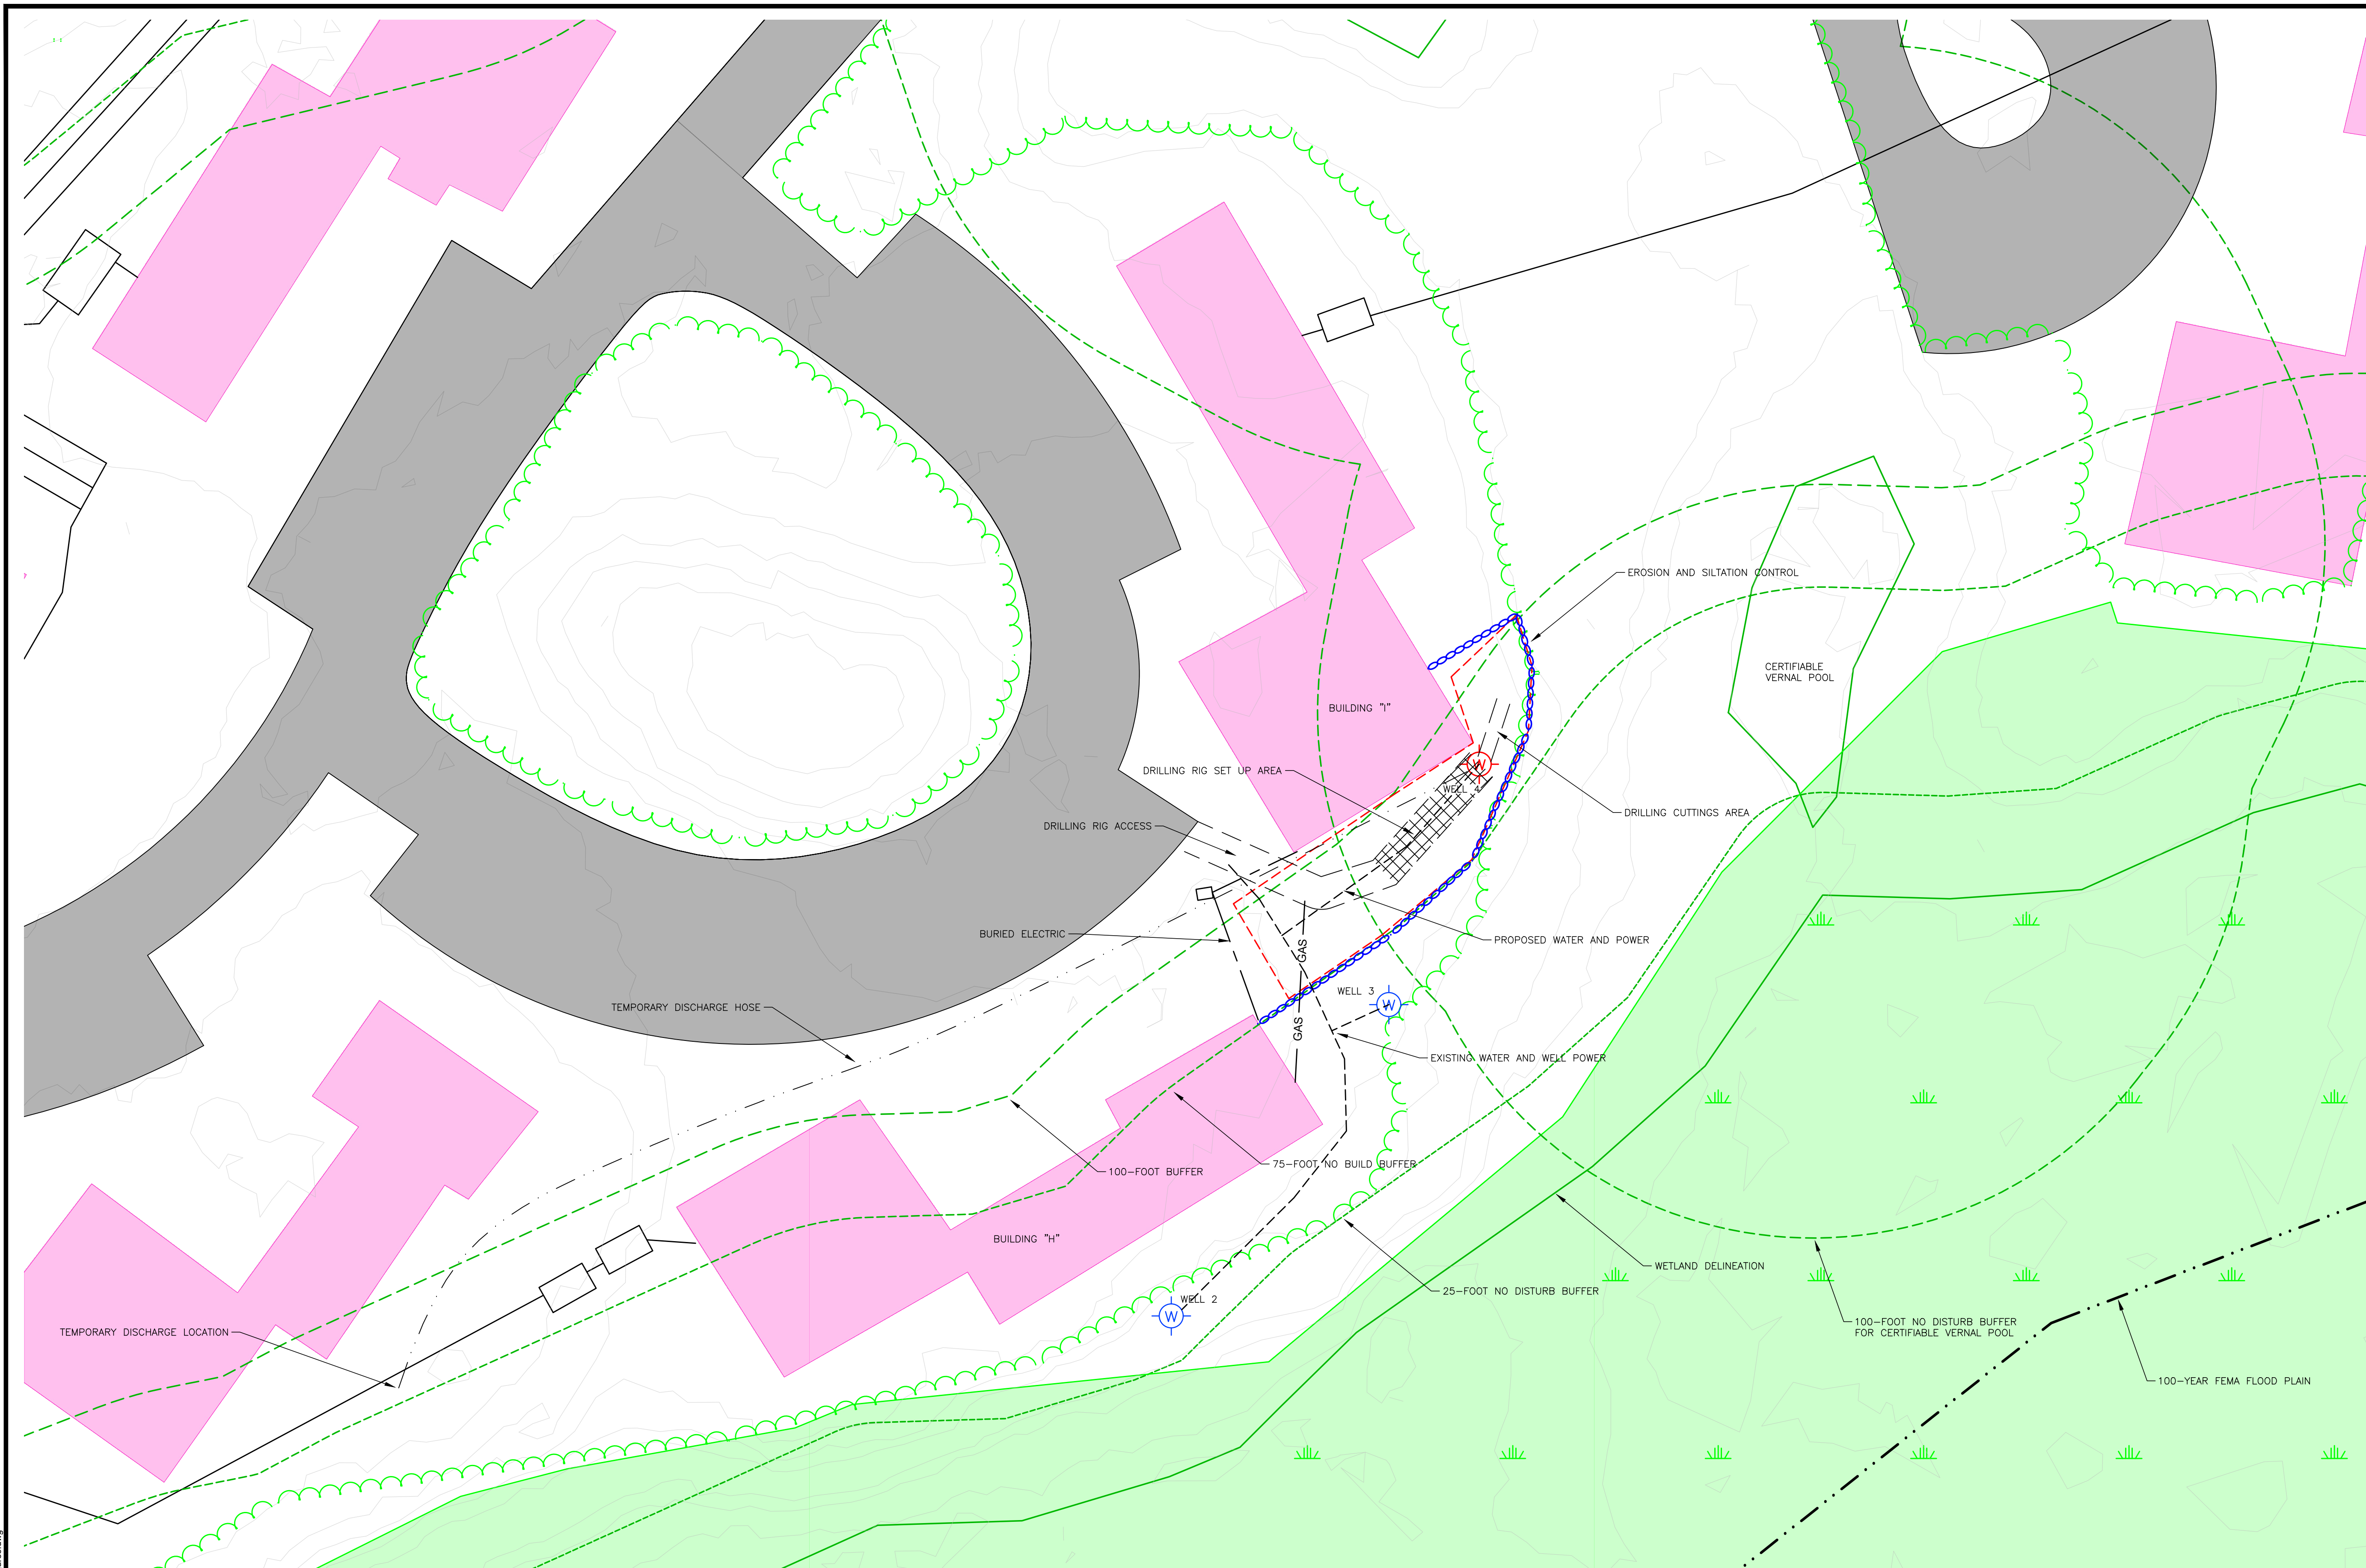 EROSION AND SILTATION CONTROL
CERTIFIABLE
VERNAL POOL
BUILDING "I"
DRILLING RIG SET UP AREA
WELL 4
W
DRILLING CUTTINGS AREA
DRILLING RIG ACCESS
BURIED ELECTRIC
GAS
PROPOSED WATER AND POWER
TEMPORARY DISCHARGE HOSE
WELL 3
W
GAS
EXISTING WATER AND WELL POWER
100-FOOT BUFFER
75-FOOT NO BUILD BUFFER
BUILDING "H"
WETLAND DELINEATION
25-FOOT NO DISTURB BUFFER
WELL 2
W
TEMPORARY DISCHARGE LOCATION
100-FOOT NO DISTURB BUFFER
FOR CERTIFIABLE VERNAL POOL
100-YEAR FEMA FLOOD PLAIN